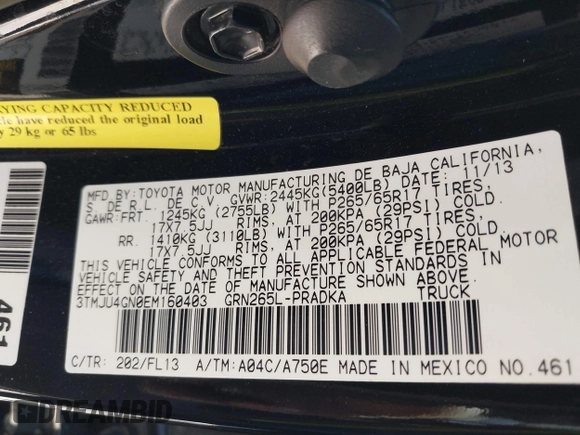 YING CAPACITY REDUCED
cle have reduced the original load
y 29 kg or 65 lbs
MFD.BY:TOYOTA MOTOR MANUFACTURING DE BAJA CALIFORNIA,
S. DE R.L. DE C.V. GVWR:2445KG(5400LB) DATE: 11/13
GAWR:FRT. 1245KG (2755LB) WITH P265/65R17 TIRES,
17X7.5JJ RIMS, AT 200KPA (29PSI) COLD.
RR. 1410KG (3110LB) WITH P265/65R17 TIRES,
17X7.5JJ RIMS, AT 200KPA (29PSI) COLD.
THIS VEHICLE CONFORMS TO ALL APPLICABLE FEDERAL MOTOR
VEHICLE SAFETY AND THEFT PREVENTION STANDARDS IN
EFFECT ON THE DATE OF MANUFACTURE SHOWN ABOVE.
3TMJU4GN0EM160403 GRN265L-PRADKA TRUCK
C/TR: 202/FL13 A/TM:A04C/A750E MADE IN MEXICO NO.461
461
DREAMBID